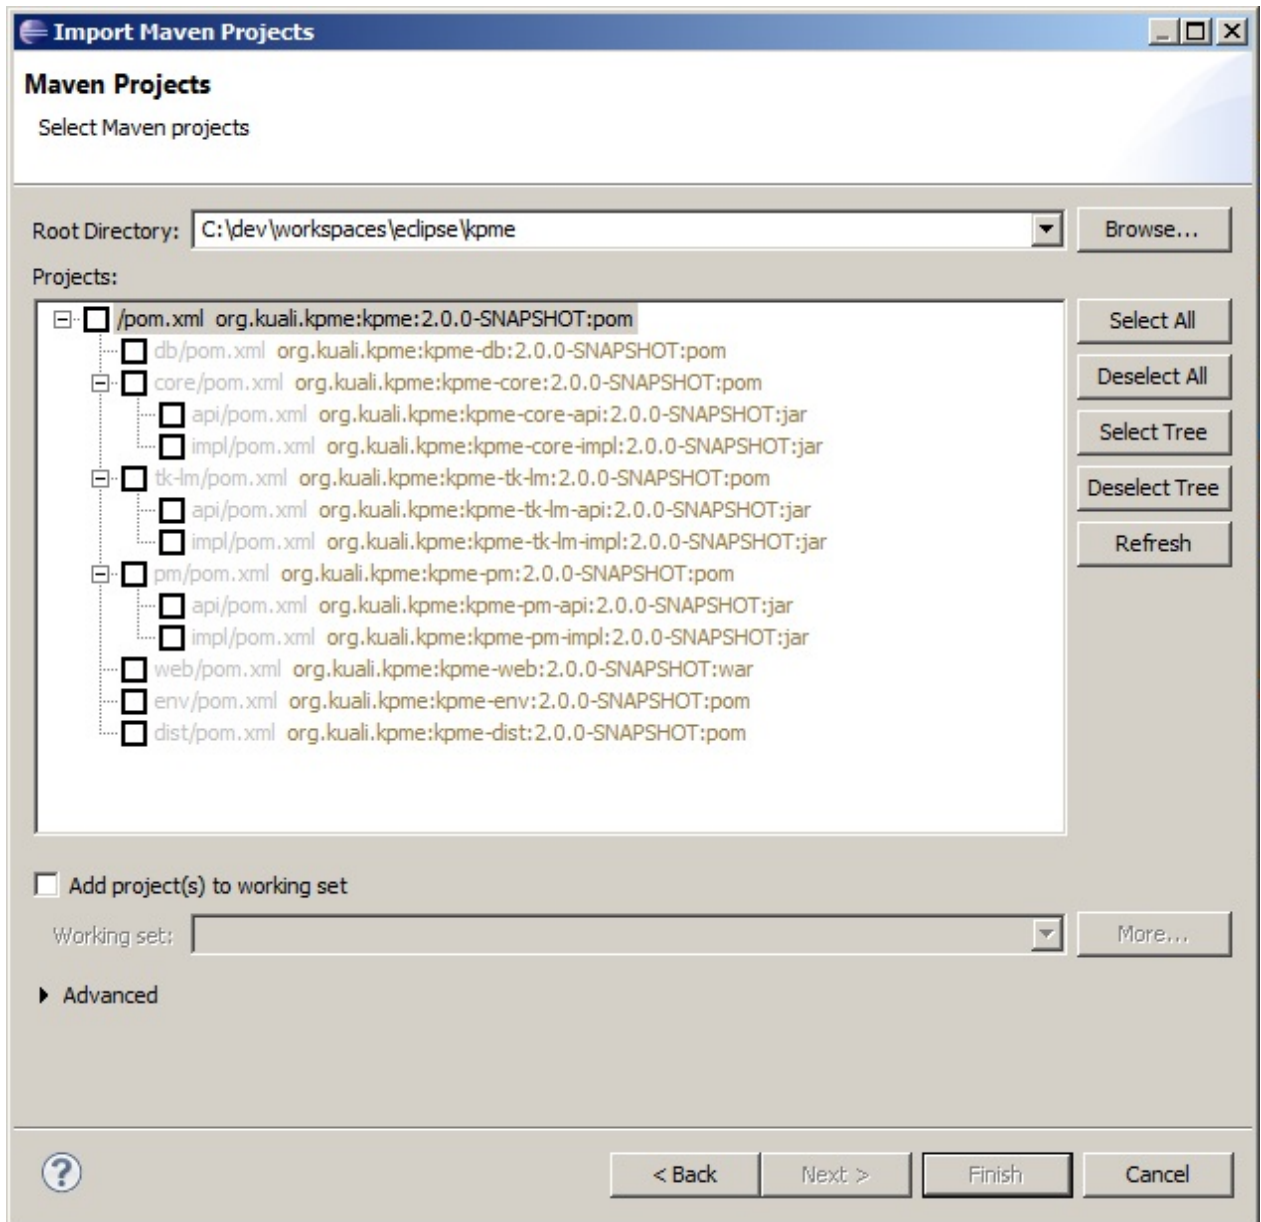 Import Maven Projects
Maven Projects
Select Maven projects
Root Directory: C:\dev\workspaces\eclipse\kpme Browse...
Projects:
/pom.xml org.kuali.kpme:kpme:2.0.0-SNAPSHOT:pom
db/pom.xml org.kuali.kpme:kpme-db:2.0.0-SNAPSHOT:pom
core/pom.xml org.kuali.kpme:kpme-core:2.0.0-SNAPSHOT:pom
api/pom.xml org.kuali.kpme:kpme-core-api:2.0.0-SNAPSHOT:jar
impl/pom.xml org.kuali.kpme:kpme-core-impl:2.0.0-SNAPSHOT:jar
tk-lm/pom.xml org.kuali.kpme:kpme-tk-lm:2.0.0-SNAPSHOT:pom
api/pom.xml org.kuali.kpme:kpme-tk-lm-api:2.0.0-SNAPSHOT:jar
impl/pom.xml org.kuali.kpme:kpme-tk-lm-impl:2.0.0-SNAPSHOT:jar
pm/pom.xml org.kuali.kpme:kpme-pm:2.0.0-SNAPSHOT:pom
api/pom.xml org.kuali.kpme:kpme-pm-api:2.0.0-SNAPSHOT:jar
impl/pom.xml org.kuali.kpme:kpme-pm-impl:2.0.0-SNAPSHOT:jar
web/pom.xml org.kuali.kpme:kpme-web:2.0.0-SNAPSHOT:war
env/pom.xml org.kuali.kpme:kpme-env:2.0.0-SNAPSHOT:pom
dist/pom.xml org.kuali.kpme:kpme-dist:2.0.0-SNAPSHOT:pom
Select All
Deselect All
Select Tree
Deselect Tree
Refresh
Add project(s) to working set
Working set: More...
Advanced
? < Back Next > Finish Cancel